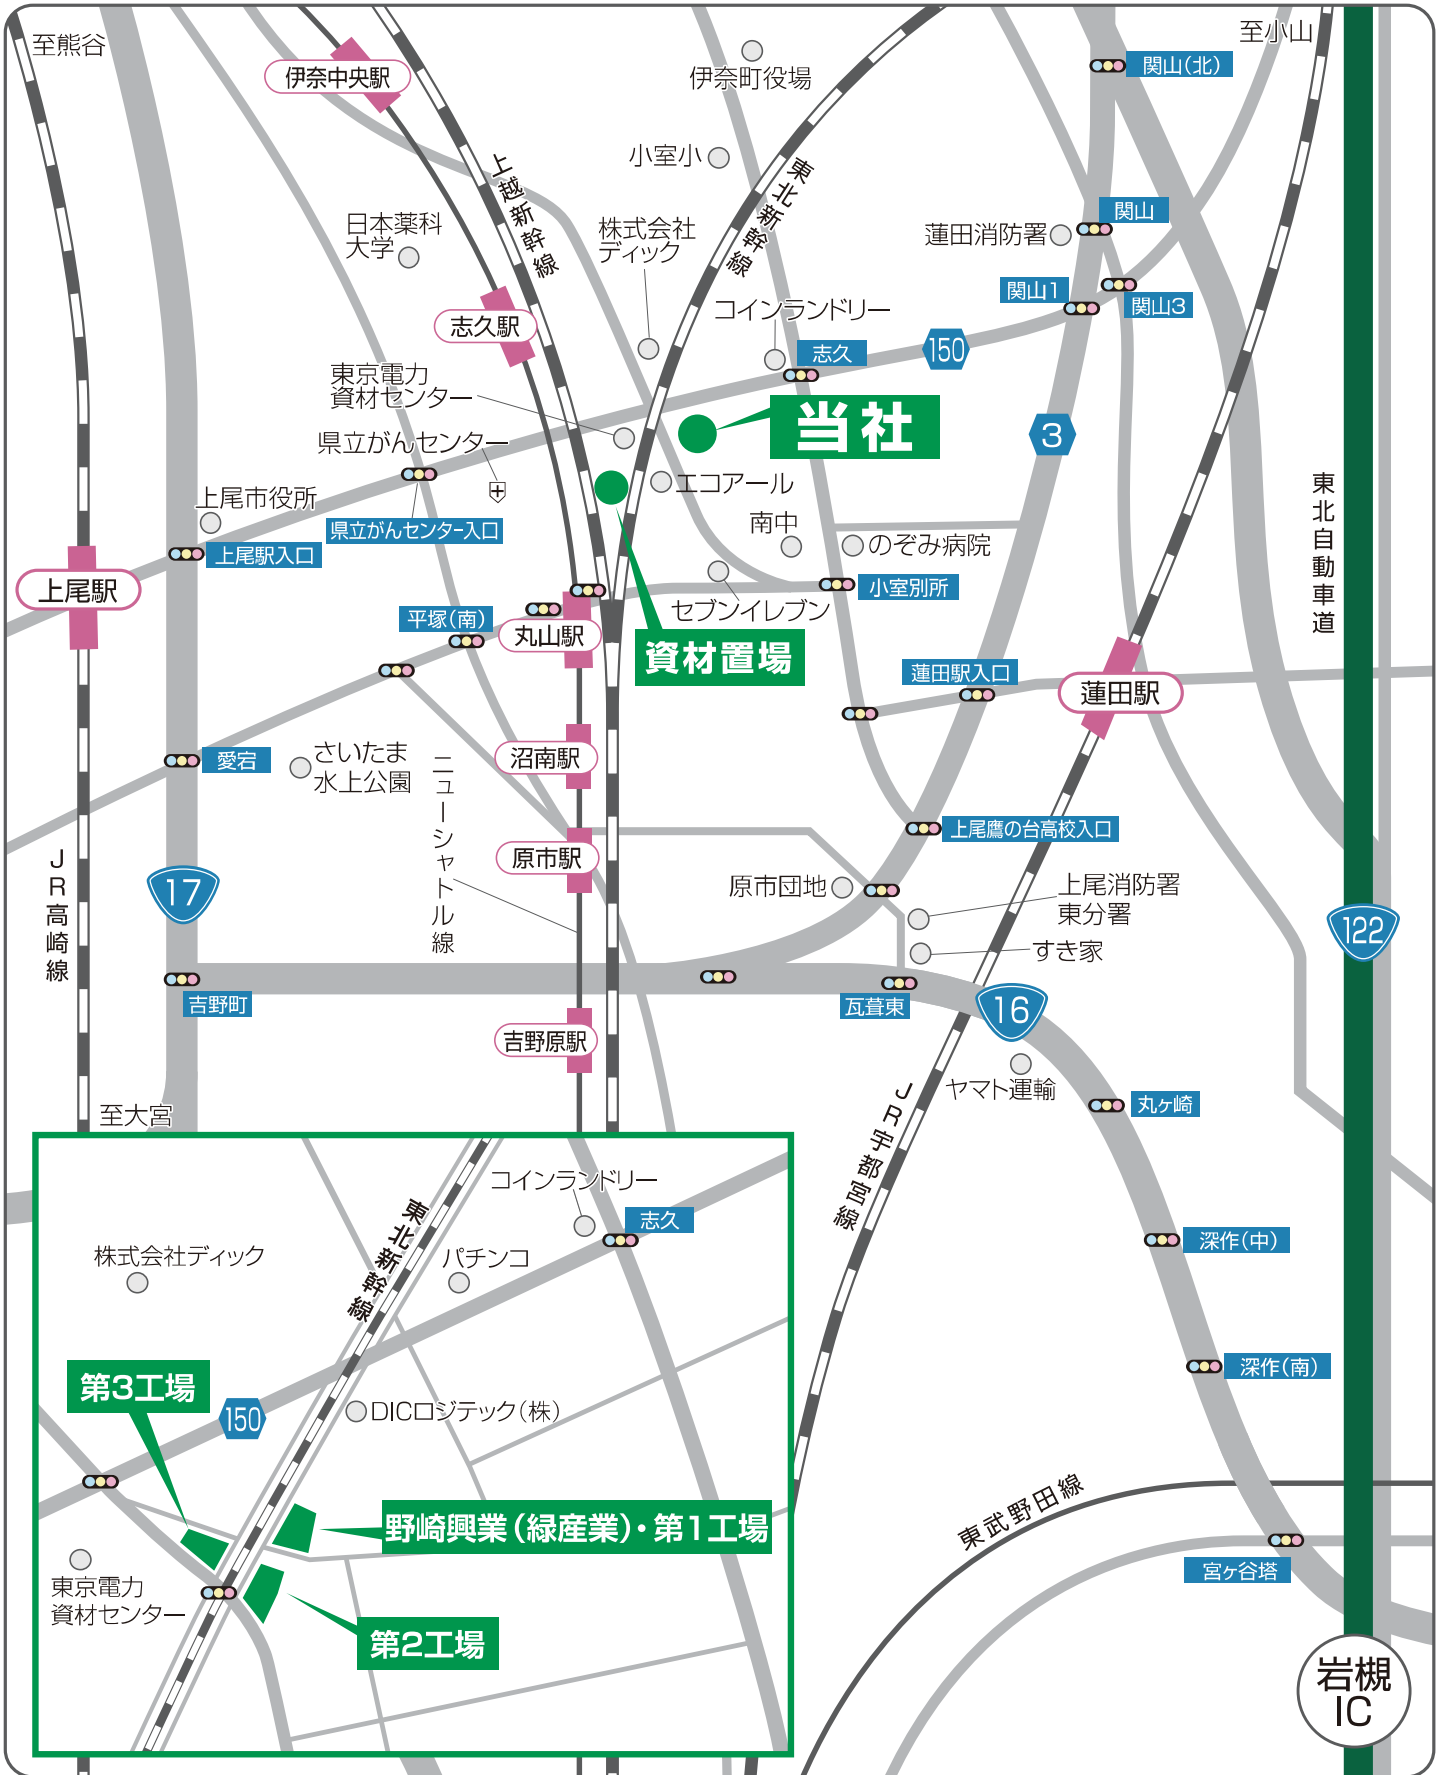 至熊谷
伊奈中央駅
伊奈町役場
至小山
関山(北)
小室小
上越新幹線
東北新幹線
日本薬科
大学
株式会社
ディック
蓮田消防署
関山
関山1
関山3
コインランドリー
志久駅
志久
150
東京電力
資材センター
当社
3
県立がんセンター
エコアール
上尾市役所
県立がんセンター入口
南中
のぞみ病院
東北自動車道
上尾駅入口
上尾駅
平塚(南)
丸山駅
セブンイレブン
小室別所
資材置場
蓮田駅入口
蓮田駅
愛宕
さいたま
水上公園
ニューシャトル線
沼南駅
上尾鷹の台高校入口
JR高崎線
17
原市駅
原市団地
上尾消防署
東分署
すき家
122
吉野町
瓦葺東
16
吉野原駅
ヤマト運輸
丸ヶ崎
至大宮
JR宇都宮線
コインランドリー
志久
東北新幹線
株式会社ディック
パチンコ
深作(中)
深作(南)
第3工場
150
DICロジテック(株)
野崎興業(緑産業)・第1工場
東武野田線
東京電力
資材センター
第2工場
宮ヶ谷塔
岩槻
IC